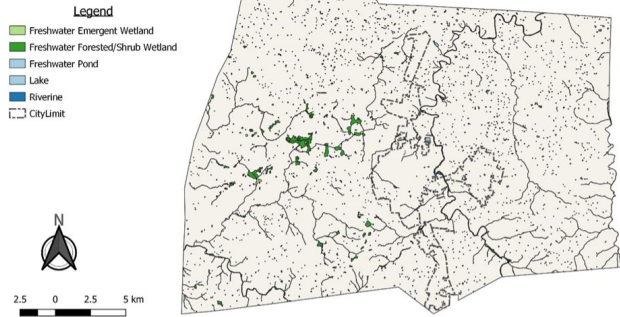 Legend
Freshwater Emergent Wetland
Freshwater Forested/Shrub Wetland
Freshwater Pond
Lake
Riverine
CityLimit
N
2.5 0 2.5 5 km